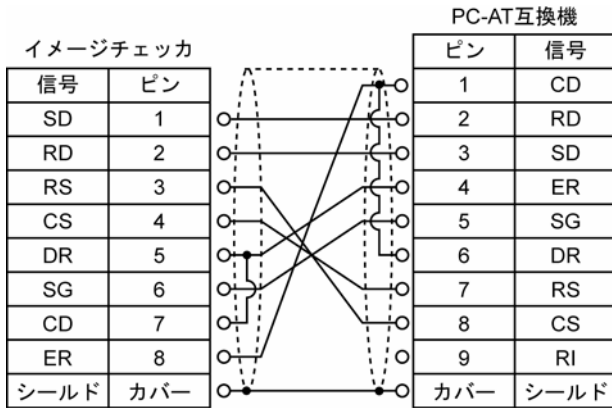 PC-AT互換機
イメージチェッカ
ピン 信号
信号 ピン
1 CD
SD 1
2 RD
RD 2
3 SD
RS 3
4 ER
CS 4
5 SG
DR 5
6 DR
SG 6
7 RS
CD 7
8 CS
ER 8
9 RI
シールド カバー
カバー シールド